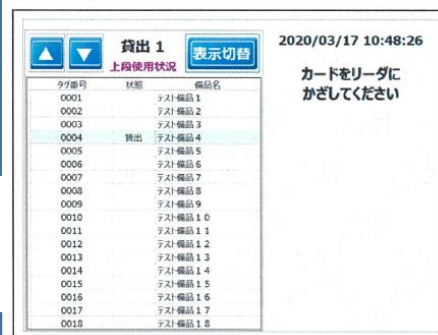 貸出 1
上段使用状況
表示切替
タグ番号 状態 備品名
0001 テスト備品 1
0002 テスト備品 2
0003 テスト備品 3
0004 貸出 テスト備品 4
0005 テスト備品 5
0006 テスト備品 6
0007 テスト備品 7
0008 テスト備品 8
0009 テスト備品 9
0010 テスト備品 1 0
0011 テスト備品 1 1
0012 テスト備品 1 2
0013 テスト備品 1 3
0014 テスト備品 1 4
0015 テスト備品 1 5
0016 テスト備品 1 6
0017 テスト備品 1 7
0018 テスト備品 1 8
2020/03/17 10:48:26
カードをリーダに
かざしてください